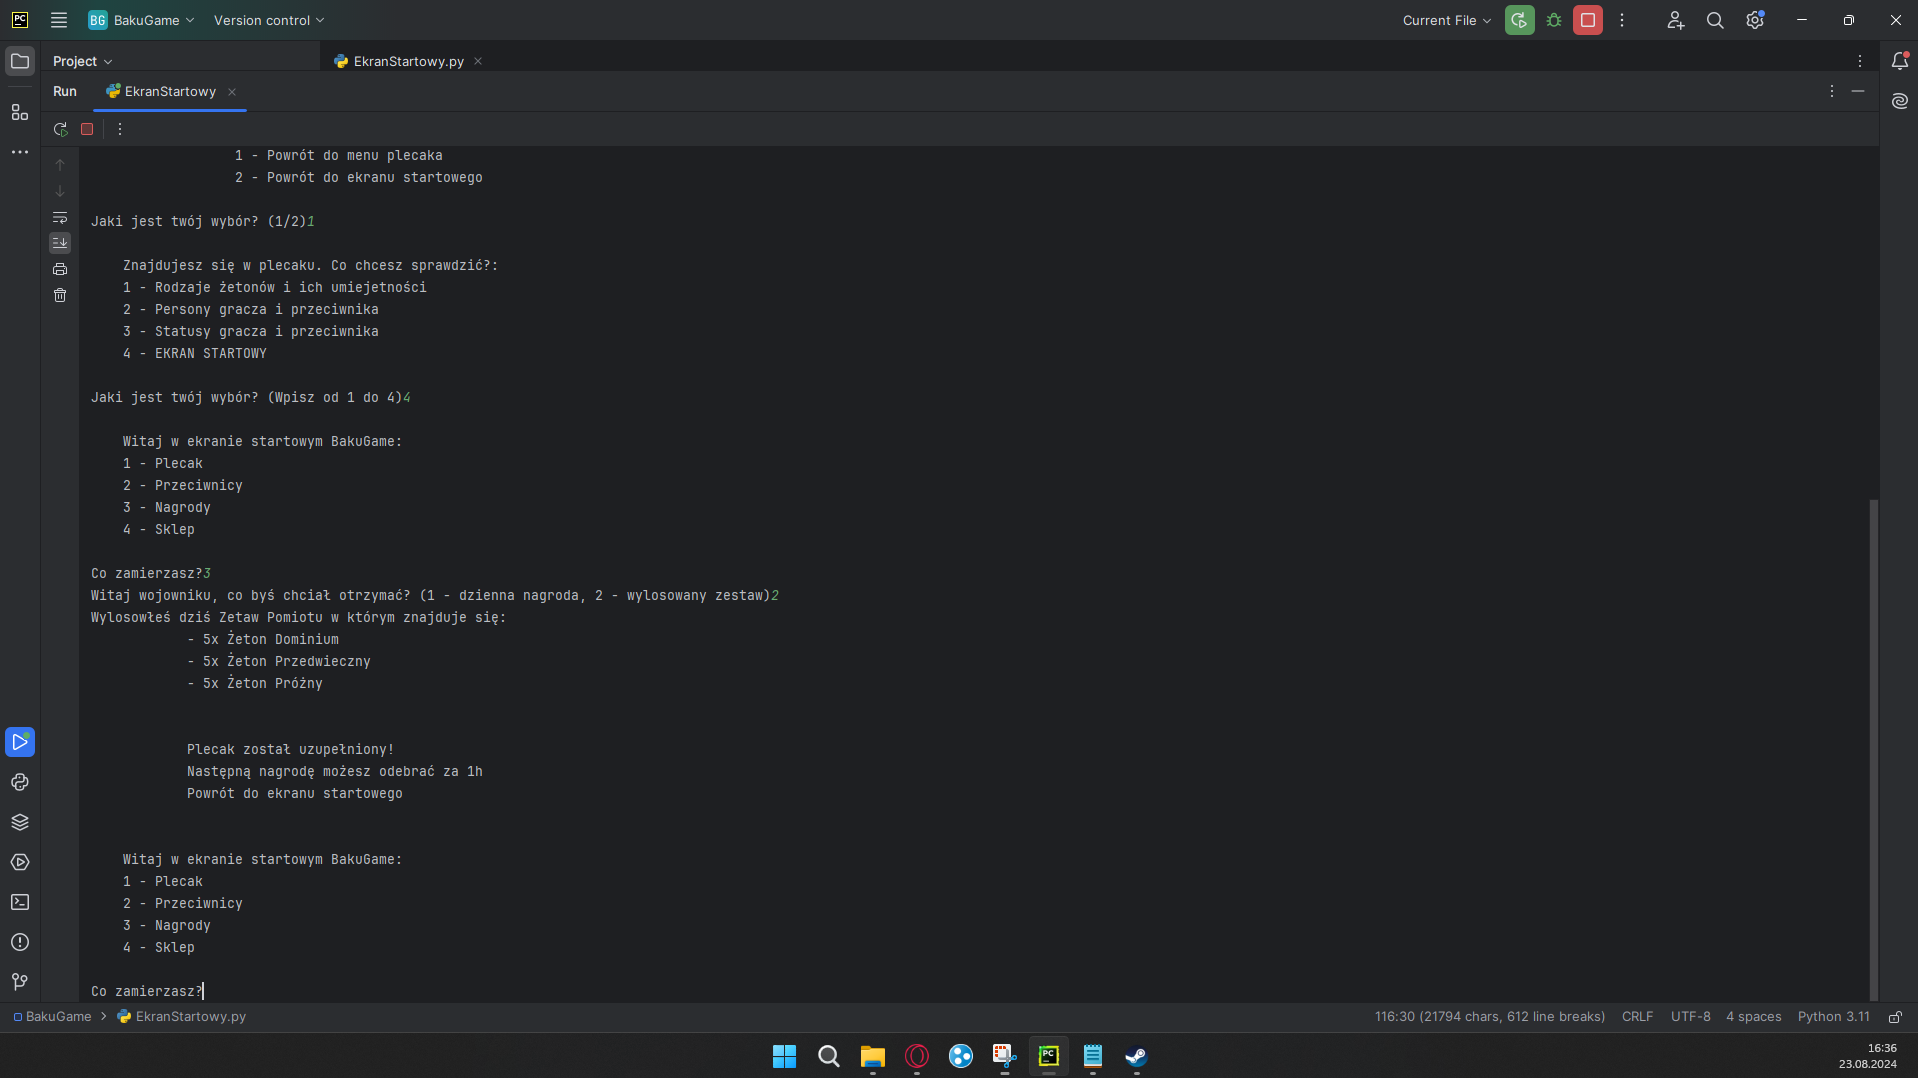 PC
BG BakuGame Version control Current File
Project EkranStartowy.py
Run EkranStartowy
1 - Powrót do menu plecaka
2 - Powrót do ekranu startowego
Jaki jest twój wybór? (1/2)1
Znajdujesz się w plecaku. Co chcesz sprawdzić?:
1 - Rodzaje żetonów i ich umiejetności
2 - Persony gracza i przeciwnika
3 - Statusy gracza i przeciwnika
4 - EKRAN STARTOWY
Jaki jest twój wybór? (Wpisz od 1 do 4)4
Witaj w ekranie startowym BakuGame:
1 - Plecak
2 - Przeciwnicy
3 - Nagrody
4 - Sklep
Co zamierzasz?3
Witaj wojowniku, co byś chciał otrzymać? (1 - dzienna nagroda, 2 - wylosowany zestaw)2
Wylosowłeś dziś Zetaw Pomiotu w którym znajduje się:
- 5x Żeton Dominium
- 5x Żeton Przedwieczny
- 5x Żeton Próżny
Plecak został uzupełniony!
Następną nagrodę możesz odebrać za 1h
Powrót do ekranu startowego
Witaj w ekranie startowym BakuGame:
1 - Plecak
2 - Przeciwnicy
3 - Nagrody
4 - Sklep
Co zamierzasz?
BakuGame > EkranStartowy.py 116:30 (21794 chars, 612 line breaks) CRLF UTF-8 4 spaces Python 3.11
PC
16:36
23.08.2024